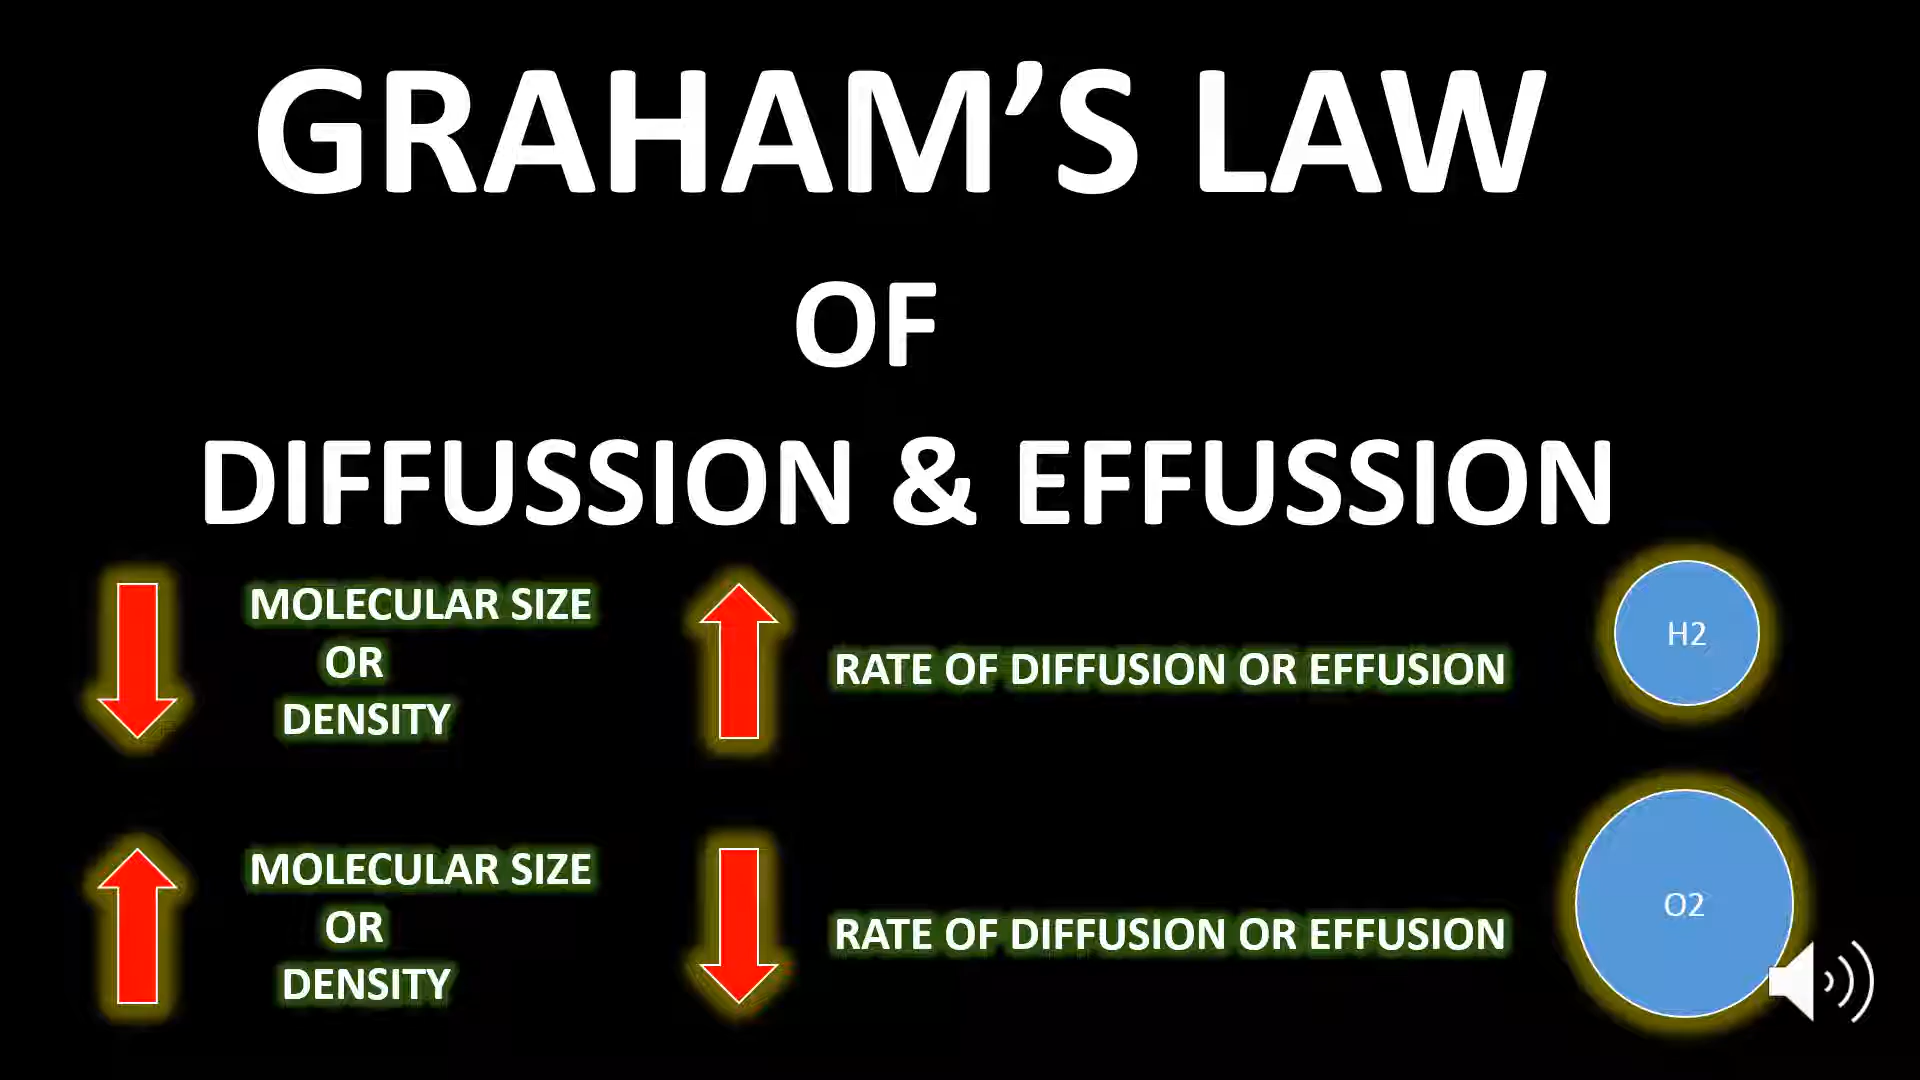 GRAHAM’S LAW
OF
DIFFUSSION & EFFUSSION
MOLECULAR SIZE
OR
DENSITY
RATE OF DIFFUSION OR EFFUSION
H2
MOLECULAR SIZE
OR
DENSITY
RATE OF DIFFUSION OR EFFUSION
O2